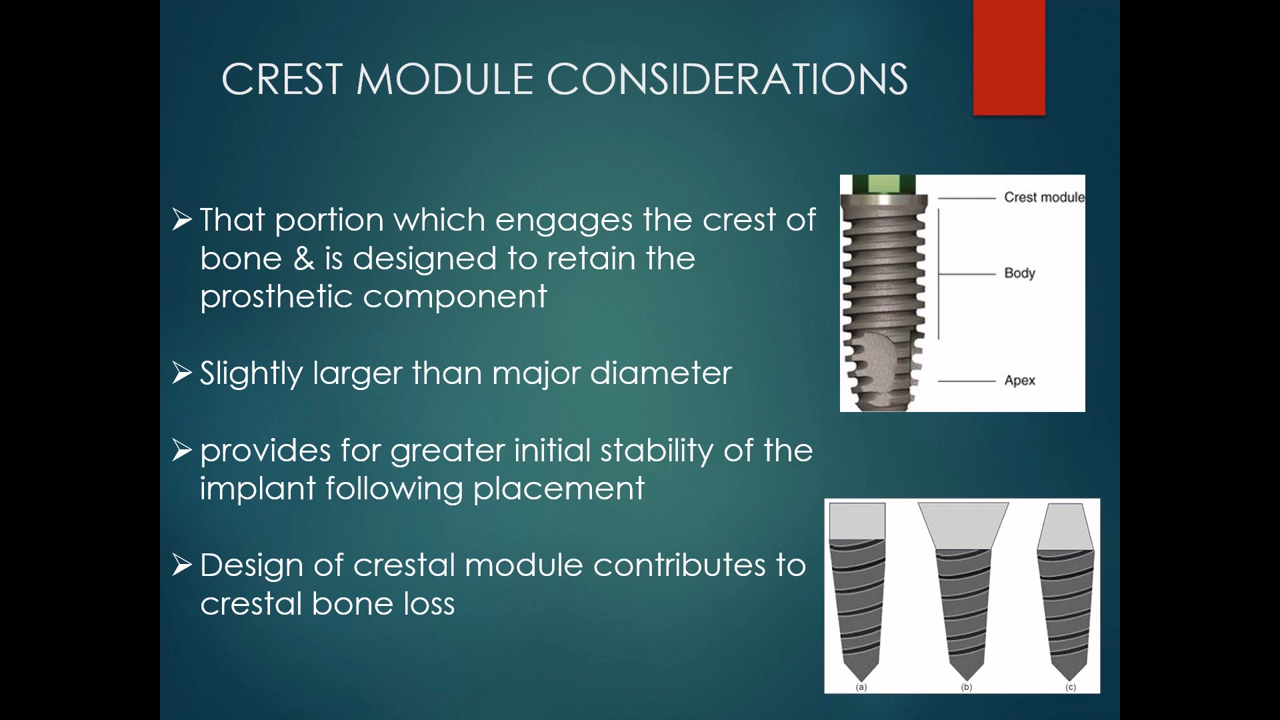 CREST MODULE CONSIDERATIONS
➢ That portion which engages the crest of
bone & is designed to retain the
prosthetic component
➢ Slightly larger than major diameter
➢ provides for greater initial stability of the
implant following placement
➢ Design of crestal module contributes to
crestal bone loss
Crest module
Body
Apex
(a) (b) (c)